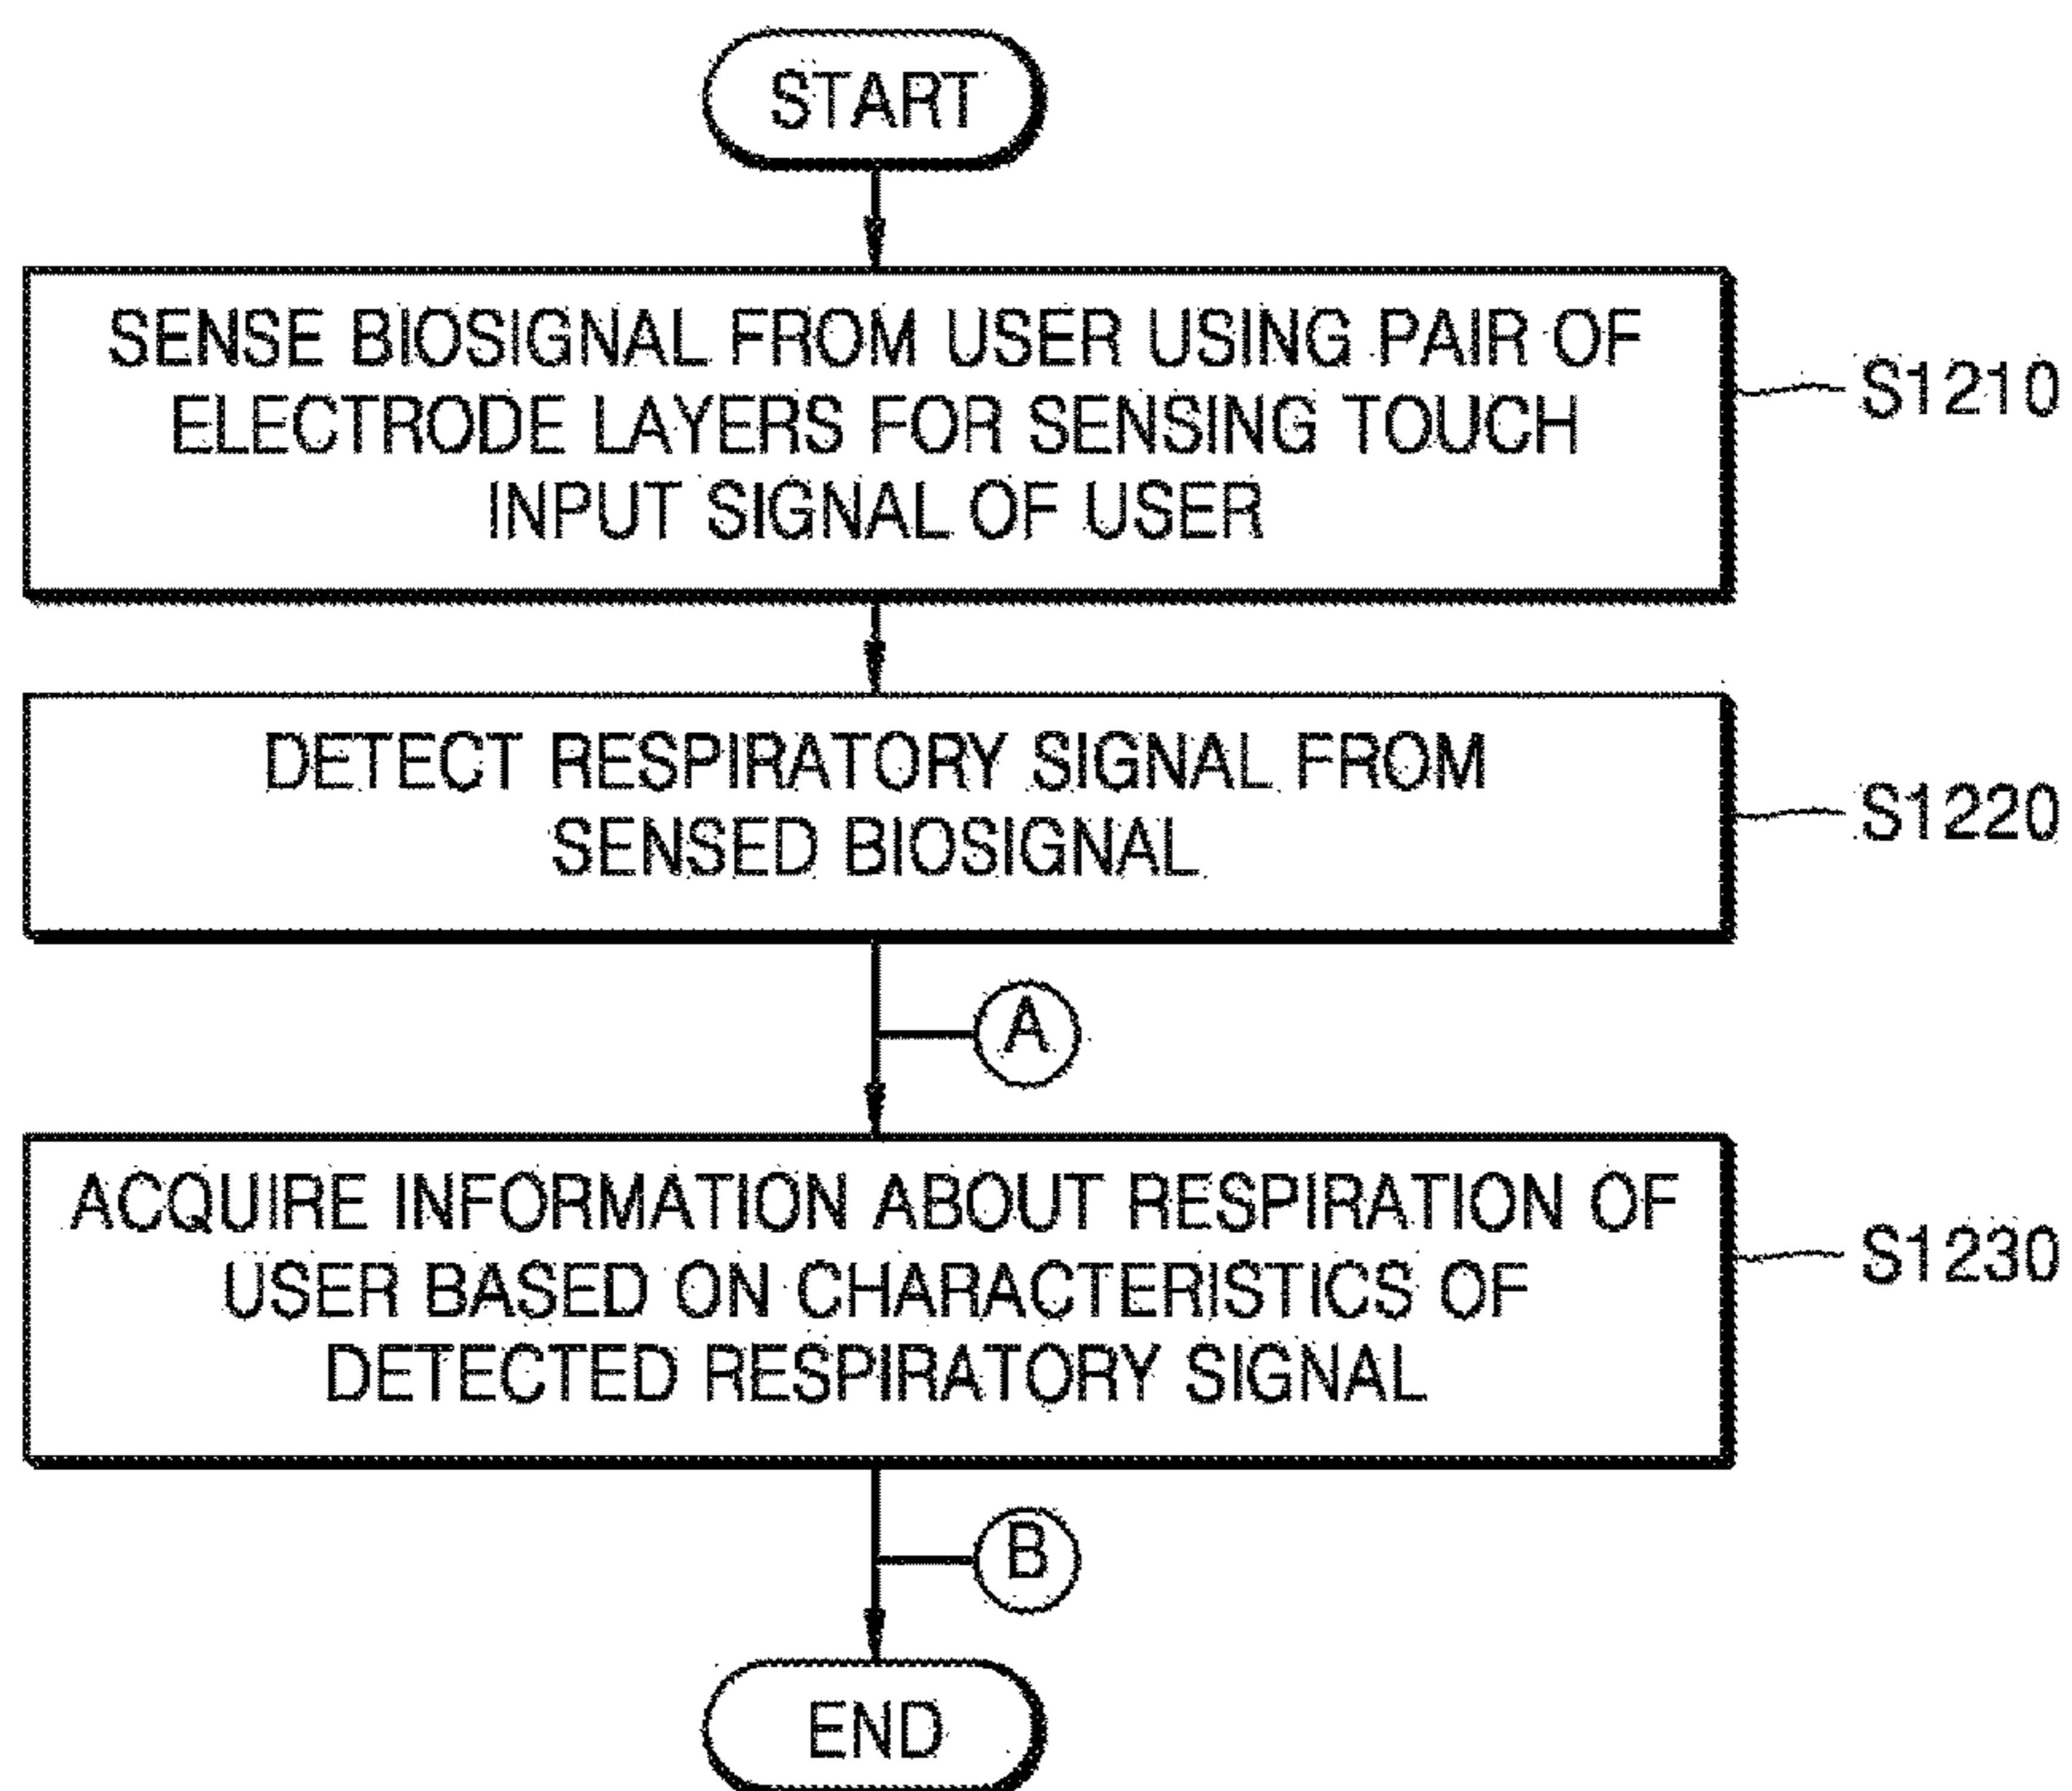 START
SENSE BIOSIGNAL FROM USER USING PAIR OF
ELECTRODE LAYERS FOR SENSING TOUCH
INPUT SIGNAL OF USER
S1210
DETECT RESPIRATORY SIGNAL FROM
SENSED BIOSIGNAL
S1220
A
ACQUIRE INFORMATION ABOUT RESPIRATION OF
USER BASED ON CHARACTERISTICS OF
DETECTED RESPIRATORY SIGNAL
S1230
B
END